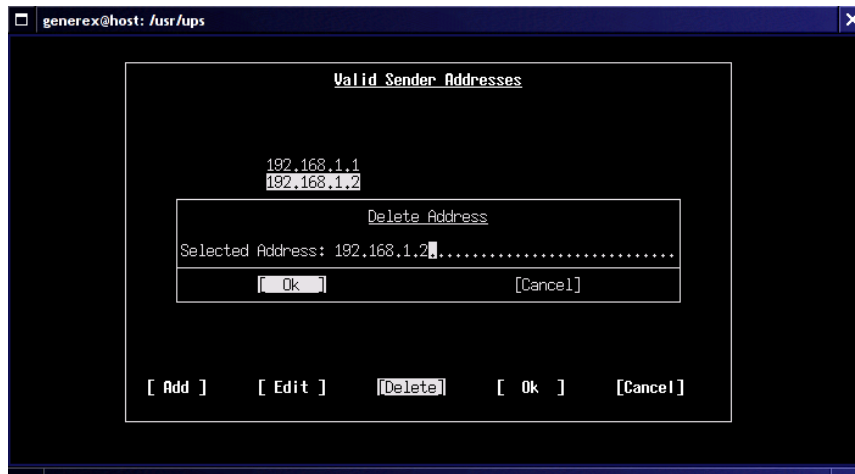 generex@host: /usr/ups
Valid Sender Addresses
192.168.1.1
192.168.1.2
Delete Address
Selected Address: 192.168.1.2.............................
[  Ok  ] [Cancel]
[ Add ] [ Edit ] [Delete] [  Ok  ] [Cancel]